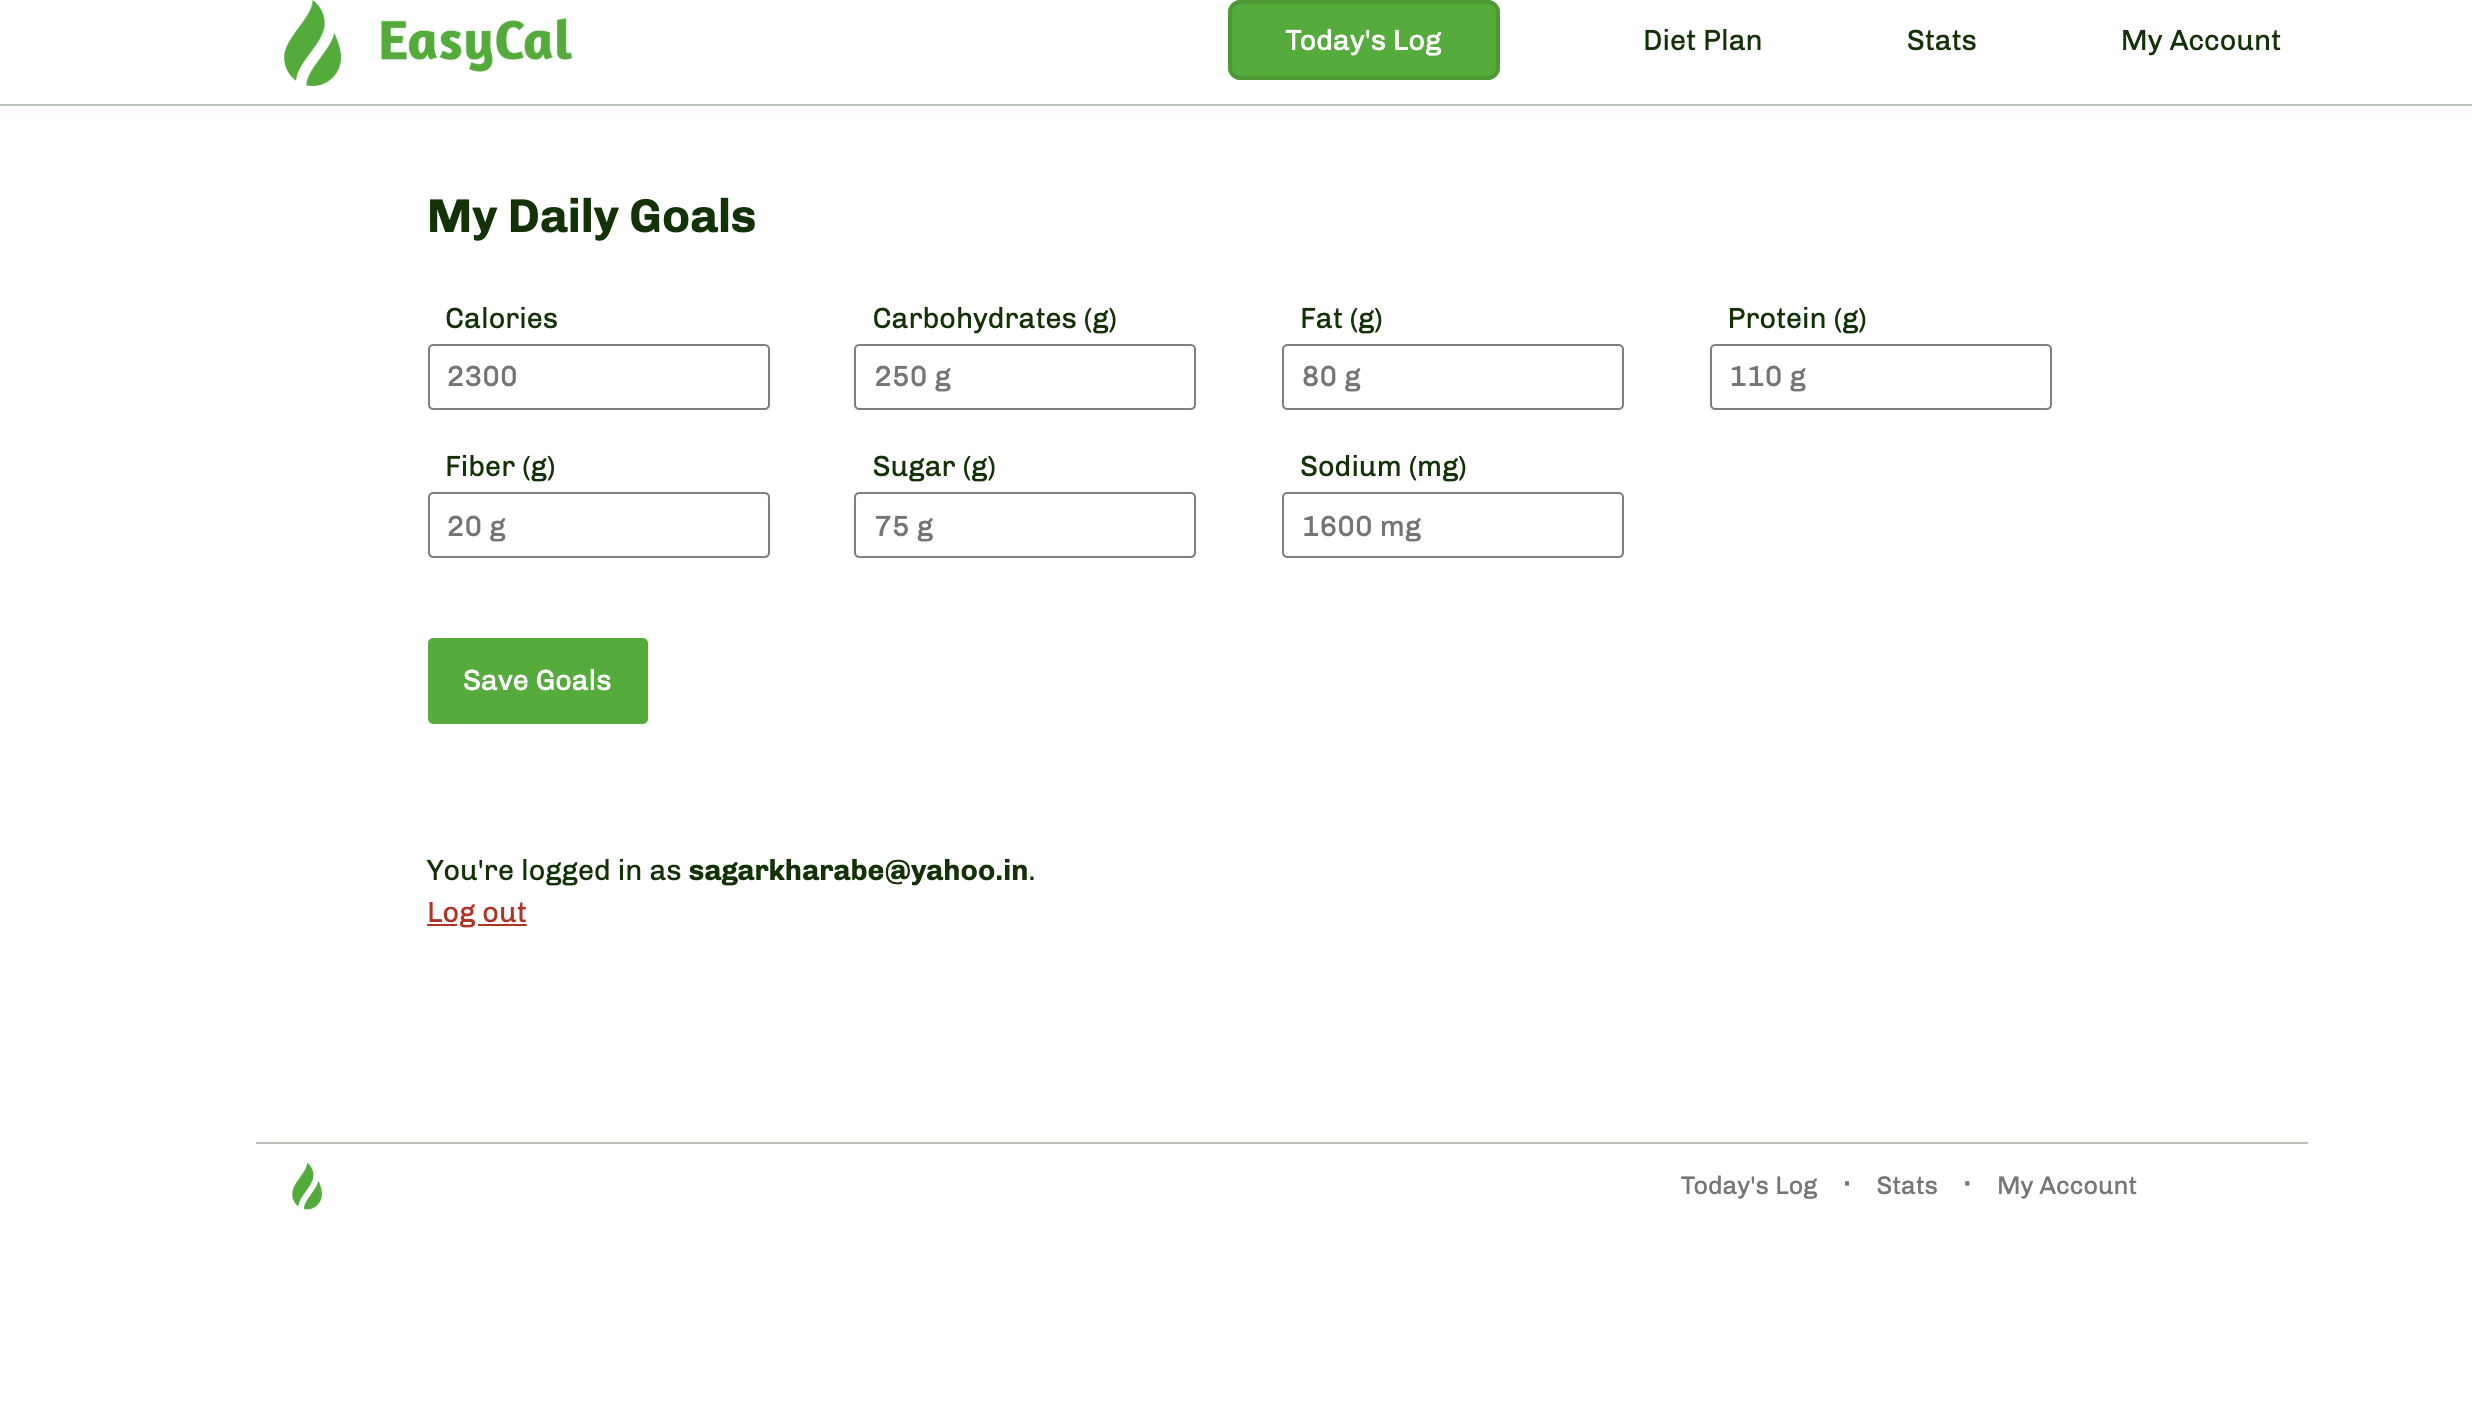 EasyCal
Today's Log
Diet Plan
Stats
My Account
My Daily Goals
Calories
Carbohydrates (g)
Fat (g)
Protein (g)
2300
250 g
80 g
110 g
Fiber (g)
Sugar (g)
Sodium (mg)
20 g
75 g
1600 mg
Save Goals
You're logged in as sagarkharabe@yahoo.in.
Log out
Today's Log · Stats · My Account